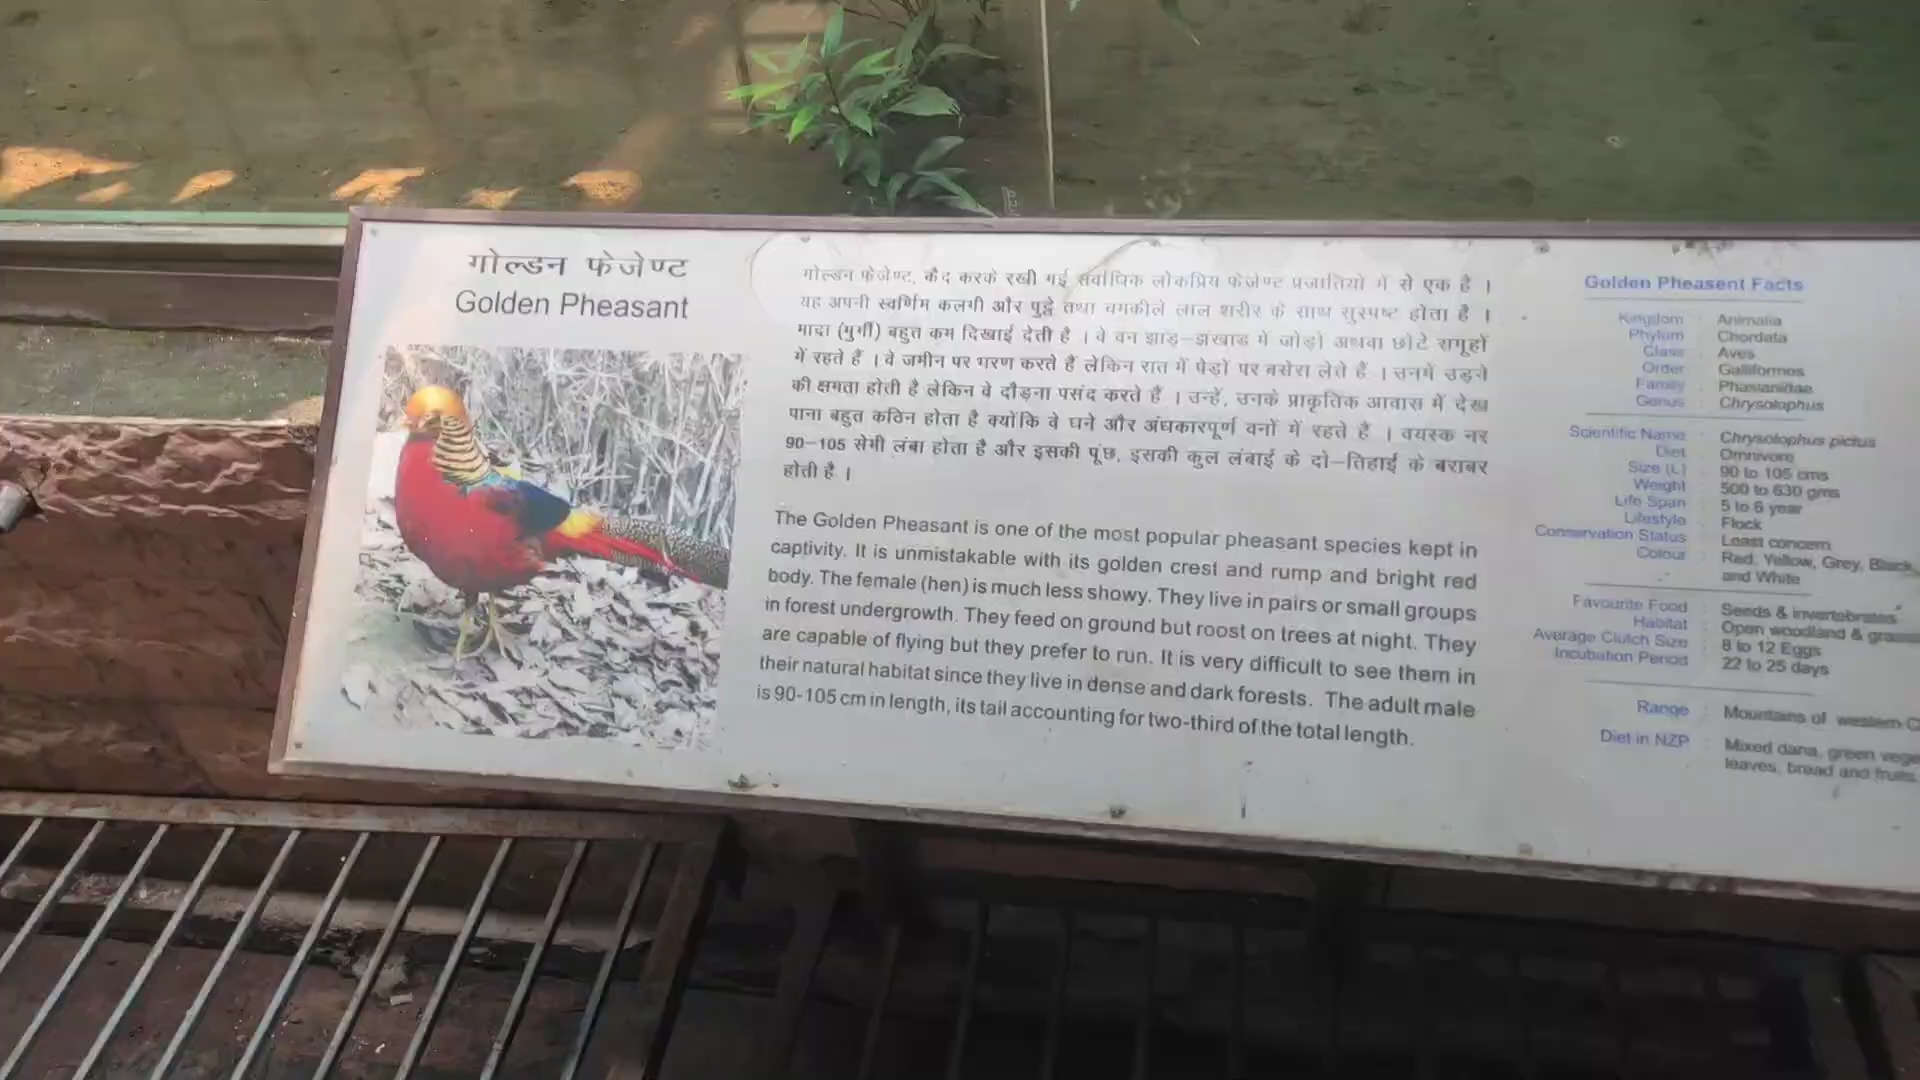 गोल्डन फेजेण्ट
Golden Pheasant
गोल्डन फेजेण्ट, कैद करके रखी गई सर्वाधिक लोकप्रिय फेजेण्ट प्रजातियों में से एक है ।
यह अपनी स्वर्णिम कलगी और पुट्ठे तथा चमकीले लाल शरीर के साथ सुस्पष्ट होता है ।
मादा (मुर्गी) बहुत कम दिखाई देती है । वे वन झाड़-झंखाड में जोड़ों अथवा छोटे समूहों
में रहते हैं । वे जमीन पर भरण करते हैं लेकिन रात में पेड़ों पर बसेरा लेते हैं । उनमें उड़ने
की क्षमता होती है लेकिन वे दौड़ना पसंद करते हैं । उन्हें, उनके प्राकृतिक आवास में देख
पाना बहुत कठिन होता है क्योंकि वे घने और अंधकारपूर्ण वनों में रहते हैं । वयस्क नर
90-105 सेमी लंबा होता है और इसकी पूंछ, इसकी कुल लंबाई के दो-तिहाई के बराबर
होती है ।
The Golden Pheasant is one of the most popular pheasant species kept in
captivity. It is unmistakable with its golden crest and rump and bright red
body. The female (hen) is much less showy. They live in pairs or small groups
in forest undergrowth. They feed on ground but roost on trees at night. They
are capable of flying but they prefer to run. It is very difficult to see them in
their natural habitat since they live in dense and dark forests. The adult male
is 90-105 cm in length, its tail accounting for two-third of the total length.
Golden Pheasent Facts
Kingdom : Animalia
Phylum : Chordata
Class : Aves
Order : Galliformes
Family : Phasianidae
Genus : Chrysolophus
Scientific Name : Chrysolophus pictus
Diet : Omnivore
Size (L) : 90 to 105 cms
Weight : 500 to 630 gms
Life Span : 5 to 6 year
Lifestyle : Flock
Conservation Status : Least concern
Colour : Red, Yellow, Grey, Black
and White
Favourite Food : Seeds & invertebrates
Habitat : Open woodland &
Average Clutch Size : 8 to 12 Eggs
Incubation Period : 22 to 25 days
Range : Mountains of western
Diet in NZP : Mixed dana, green
leaves, bread and fruits